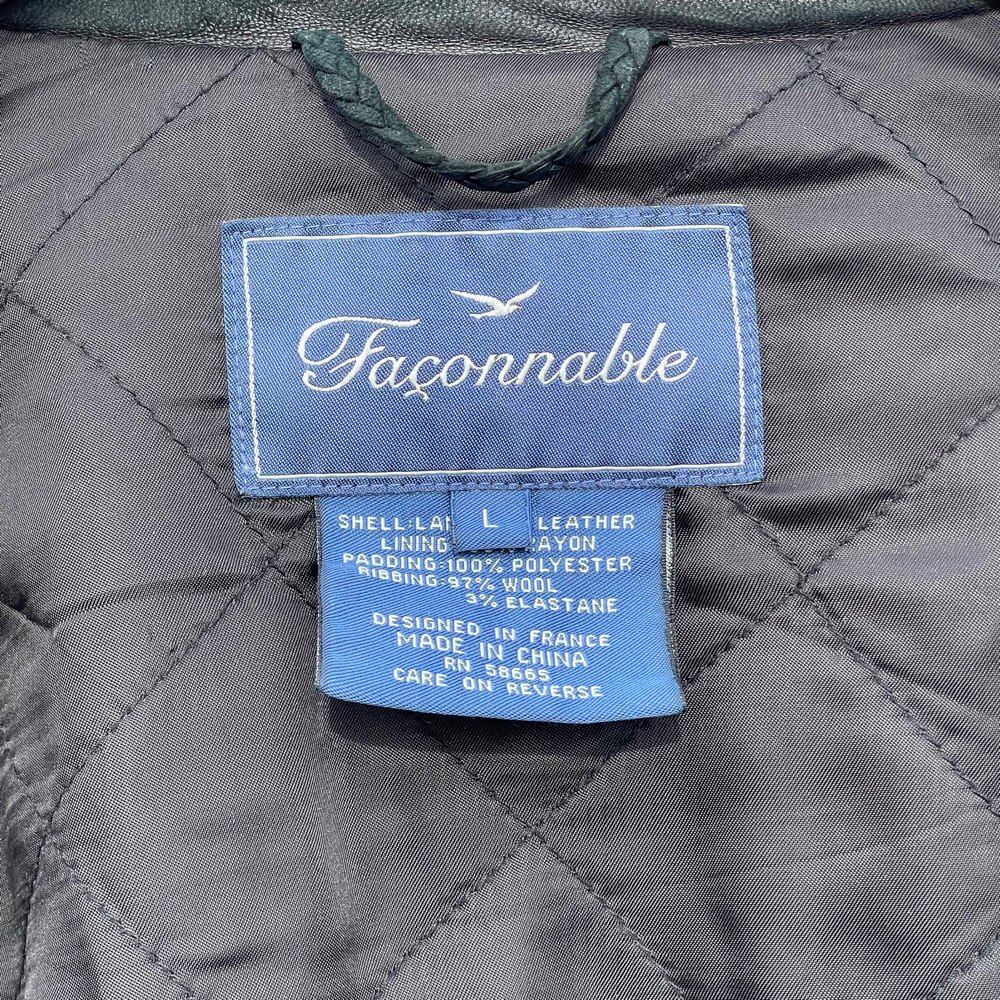 Façonnable
L
SHELL: LEATHER
LINING
PADDING:100% POLYESTER
RIBBING:97% WOOL
3% ELASTANE
DESIGNED IN FRANCE
MADE IN CHINA
RN 58665
CARE ON REVERSE